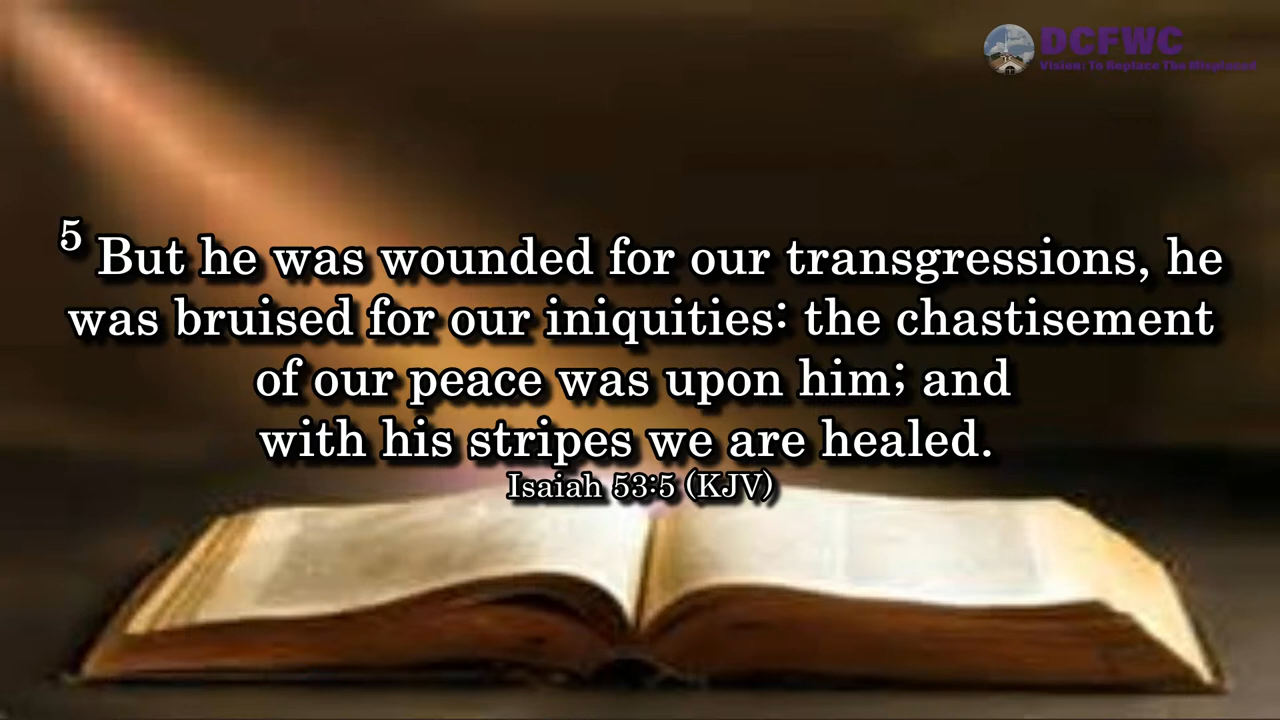 DCFWC
Vision: To Replace The Misplaced
5 But he was wounded for our transgressions, he
was bruised for our iniquities: the chastisement
of our peace was upon him; and
with his stripes we are healed.
Isaiah 53:5 (KJV)